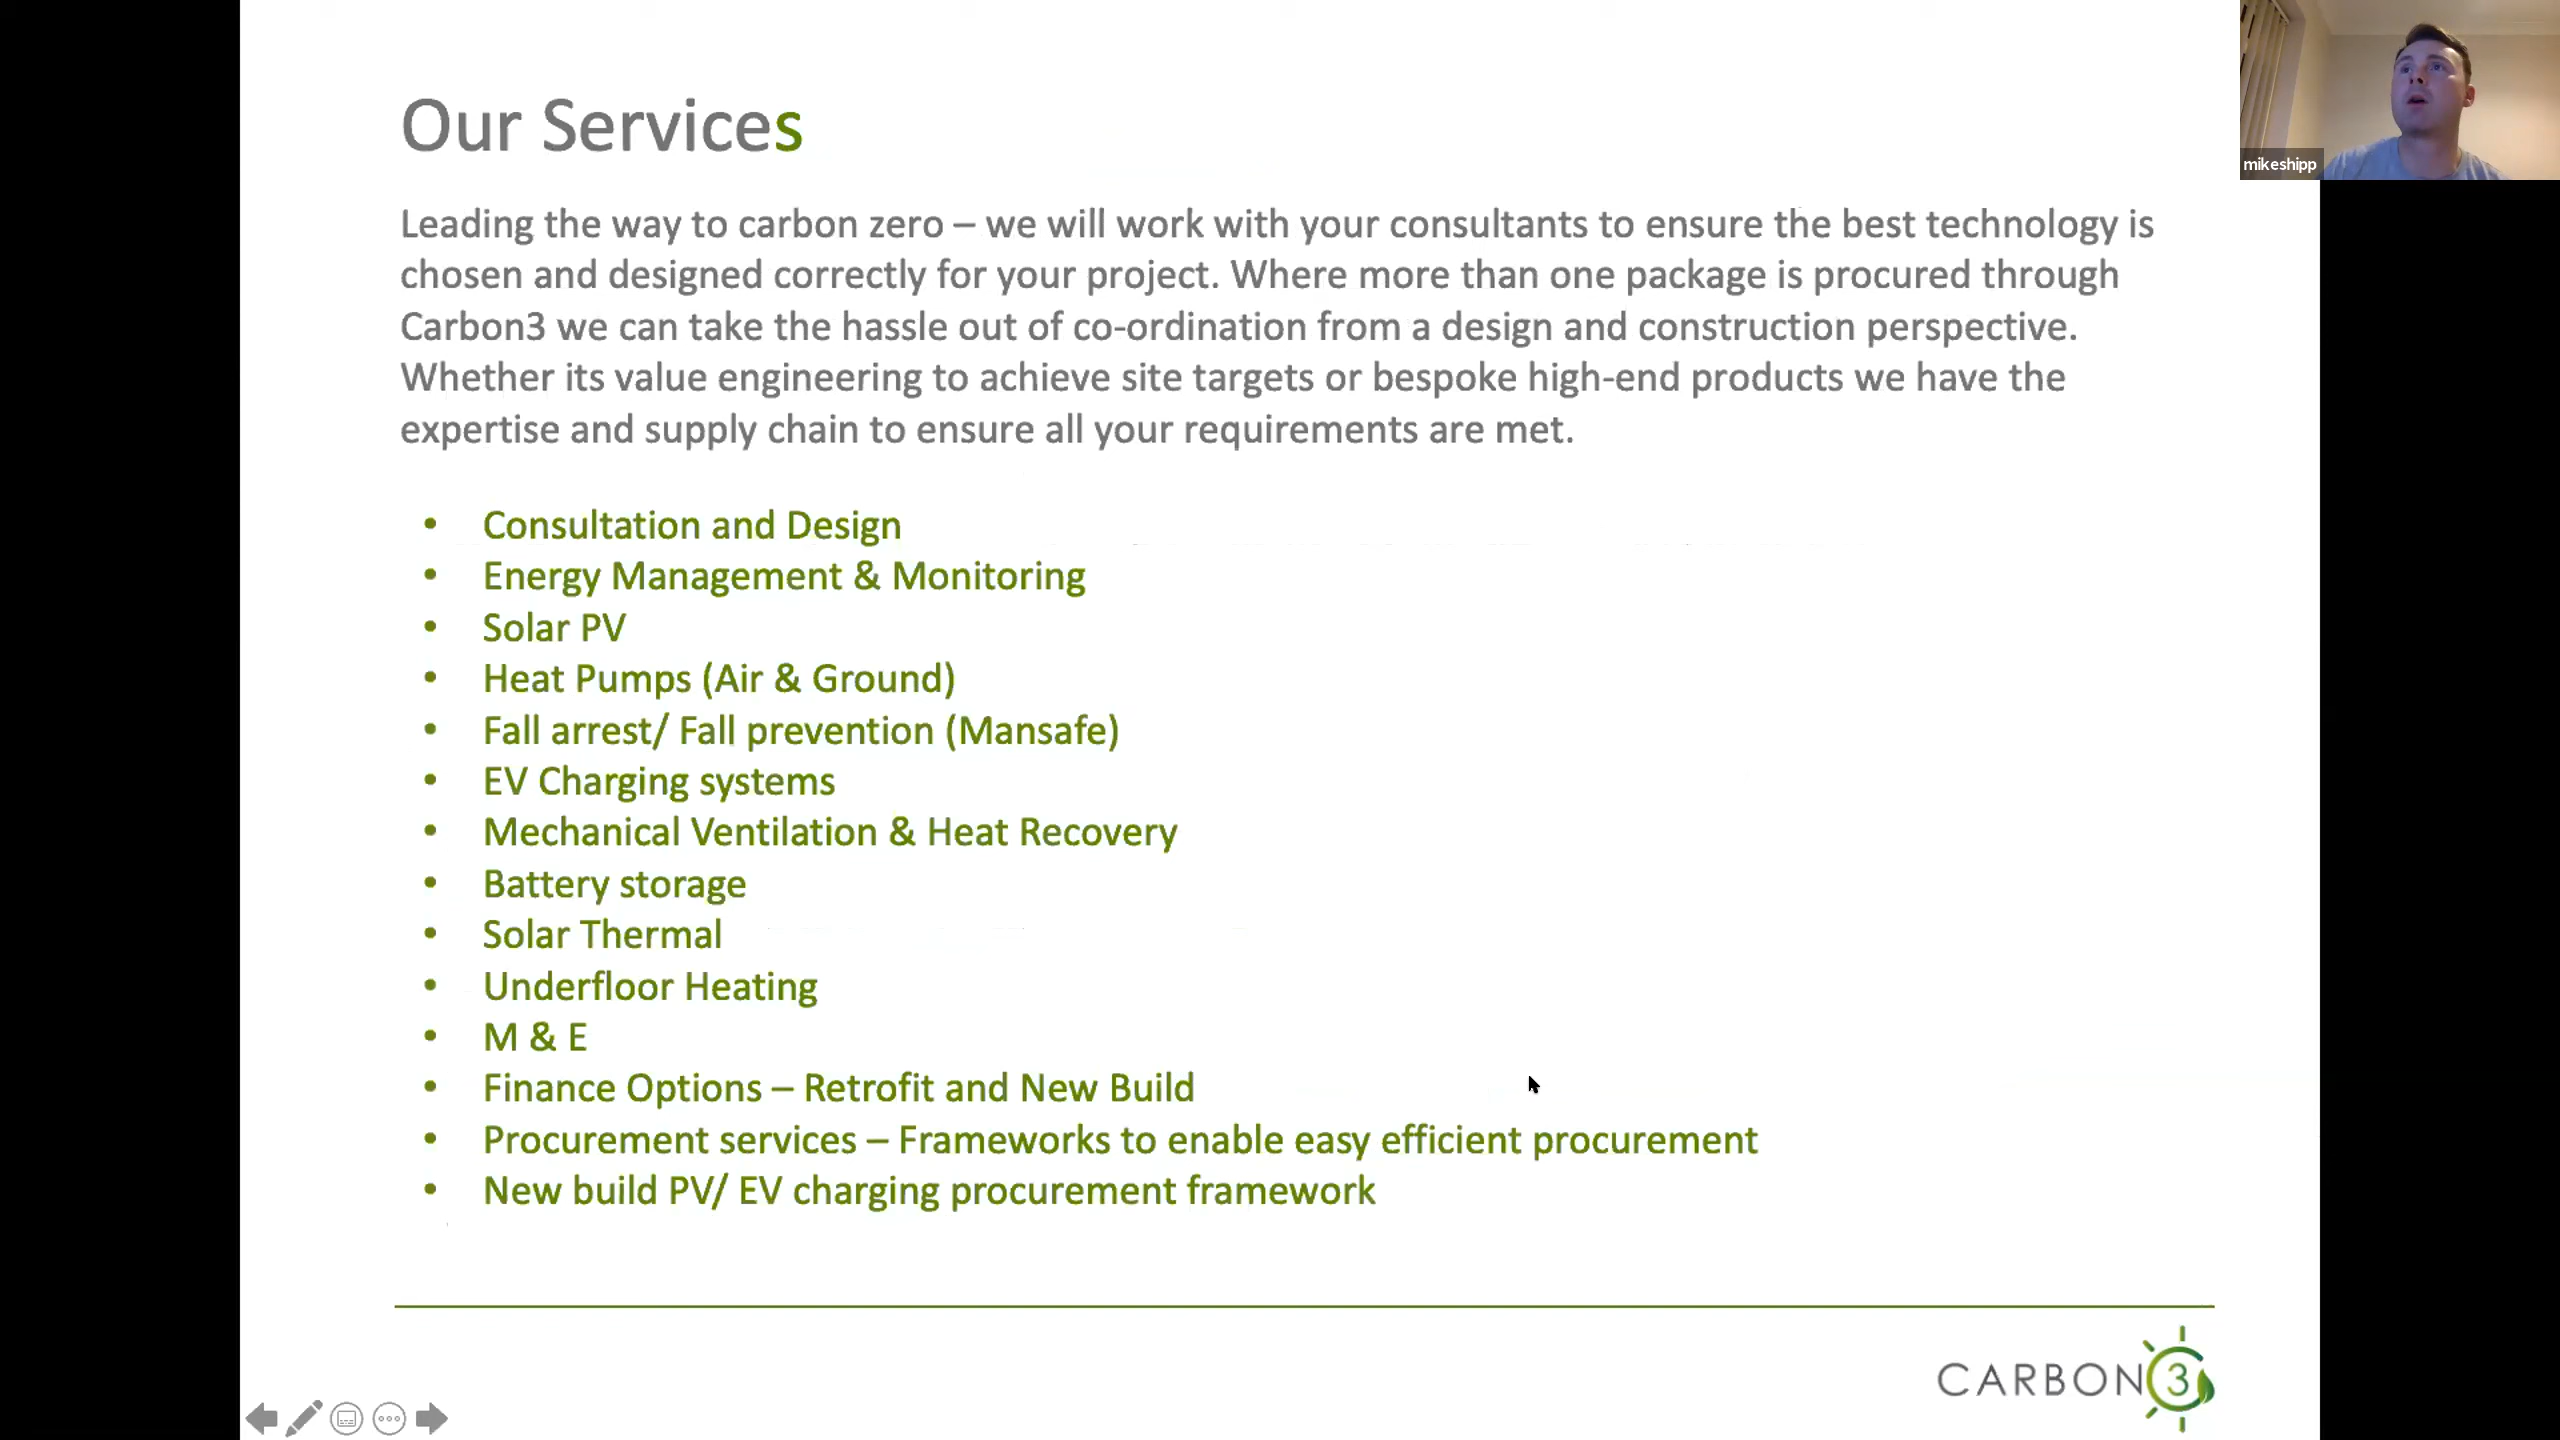 Our Services
mikeshipp
Leading the way to carbon zero – we will work with your consultants to ensure the best technology is
chosen and designed correctly for your project. Where more than one package is procured through
Carbon3 we can take the hassle out of co-ordination from a design and construction perspective.
Whether its value engineering to achieve site targets or bespoke high-end products we have the
expertise and supply chain to ensure all your requirements are met.
• Consultation and Design
• Energy Management & Monitoring
• Solar PV
• Heat Pumps (Air & Ground)
• Fall arrest/ Fall prevention (Mansafe)
• EV Charging systems
• Mechanical Ventilation & Heat Recovery
• Battery storage
• Solar Thermal
• Underfloor Heating
• M & E
• Finance Options – Retrofit and New Build
• Procurement services – Frameworks to enable easy efficient procurement
• New build PV/ EV charging procurement framework
CARBON 3